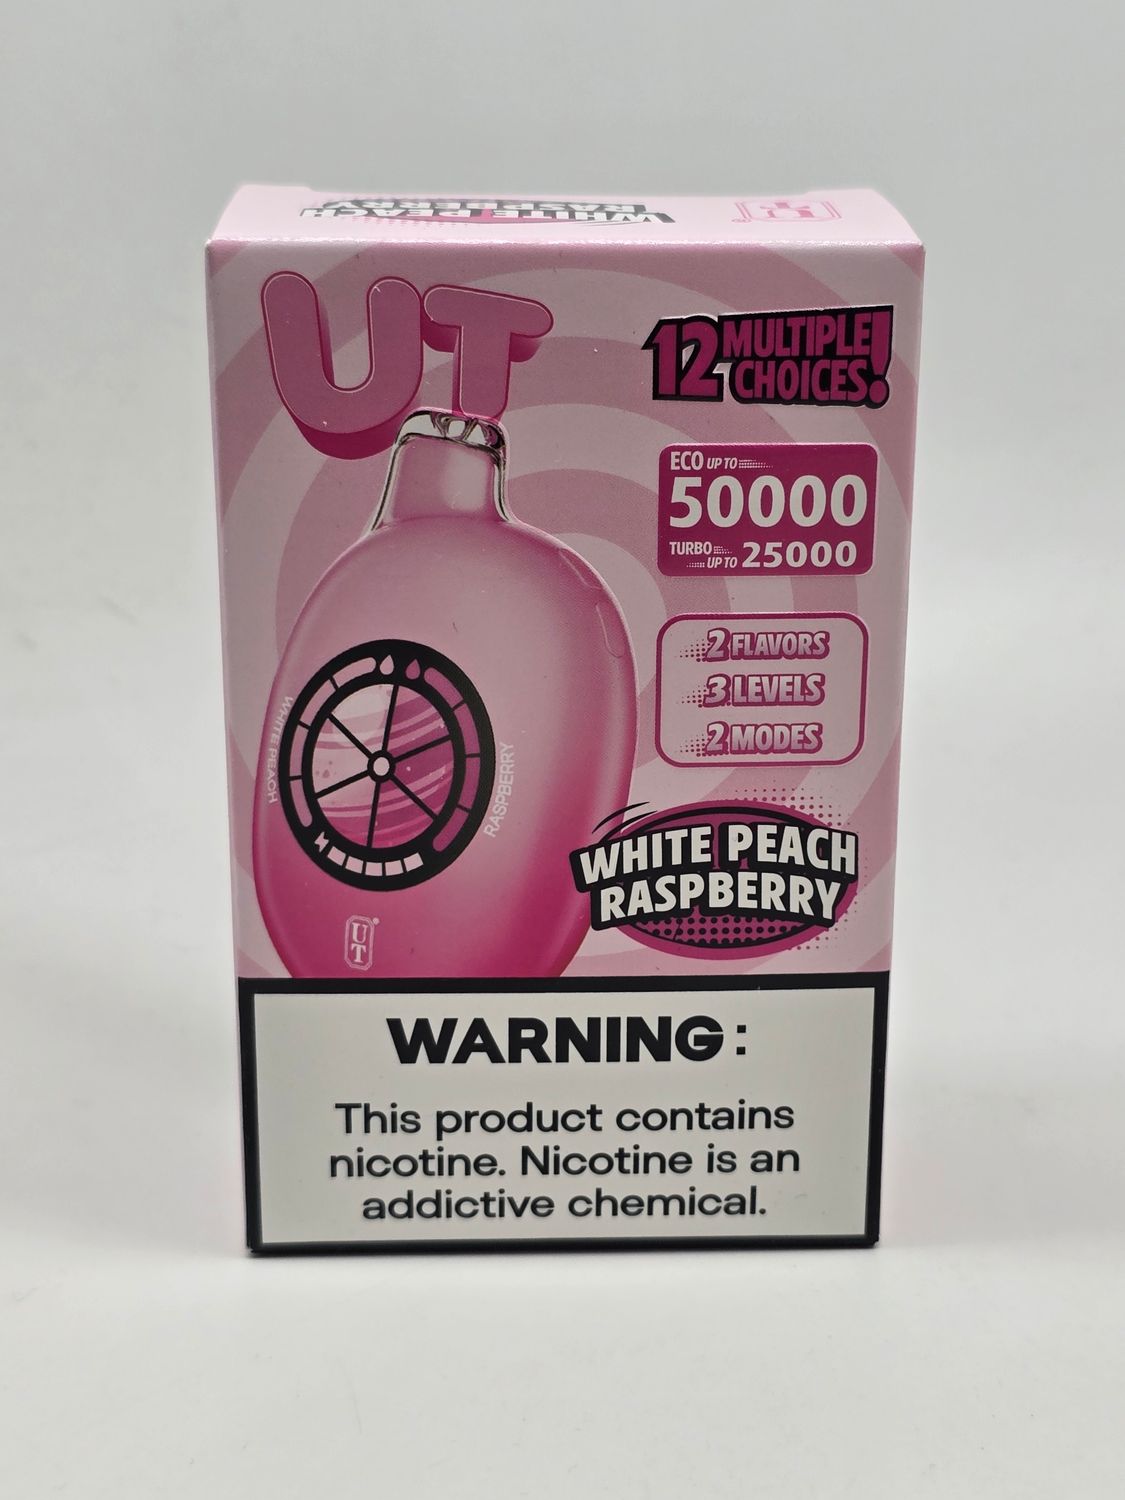 WHITE PEACH
RASPBERRY
UT
UT
12 MULTIPLE
CHOICES!
ECO UP TO
50000
TURBO
UP TO 25000
2 FLAVORS
3 LEVELS
2 MODES
WHITE PEACH
RASPBERRY
WHITE PEACH
RASPBERRY
UT
WARNING:
This product contains
nicotine. Nicotine is an
addictive chemical.